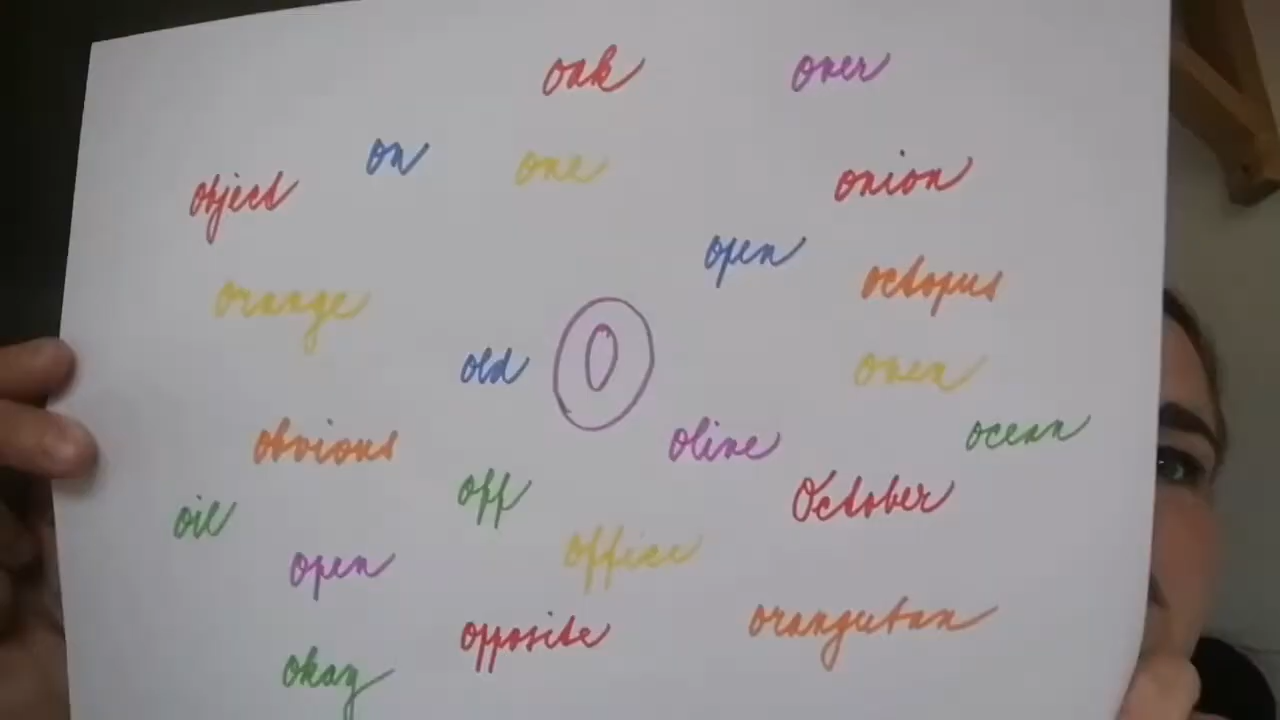 oak
over
on
one
object
onion
open
octopus
orange
O
old
oven
obvious
olive
ocean
off
October
oil
office
open
opposite
orangutan
okay